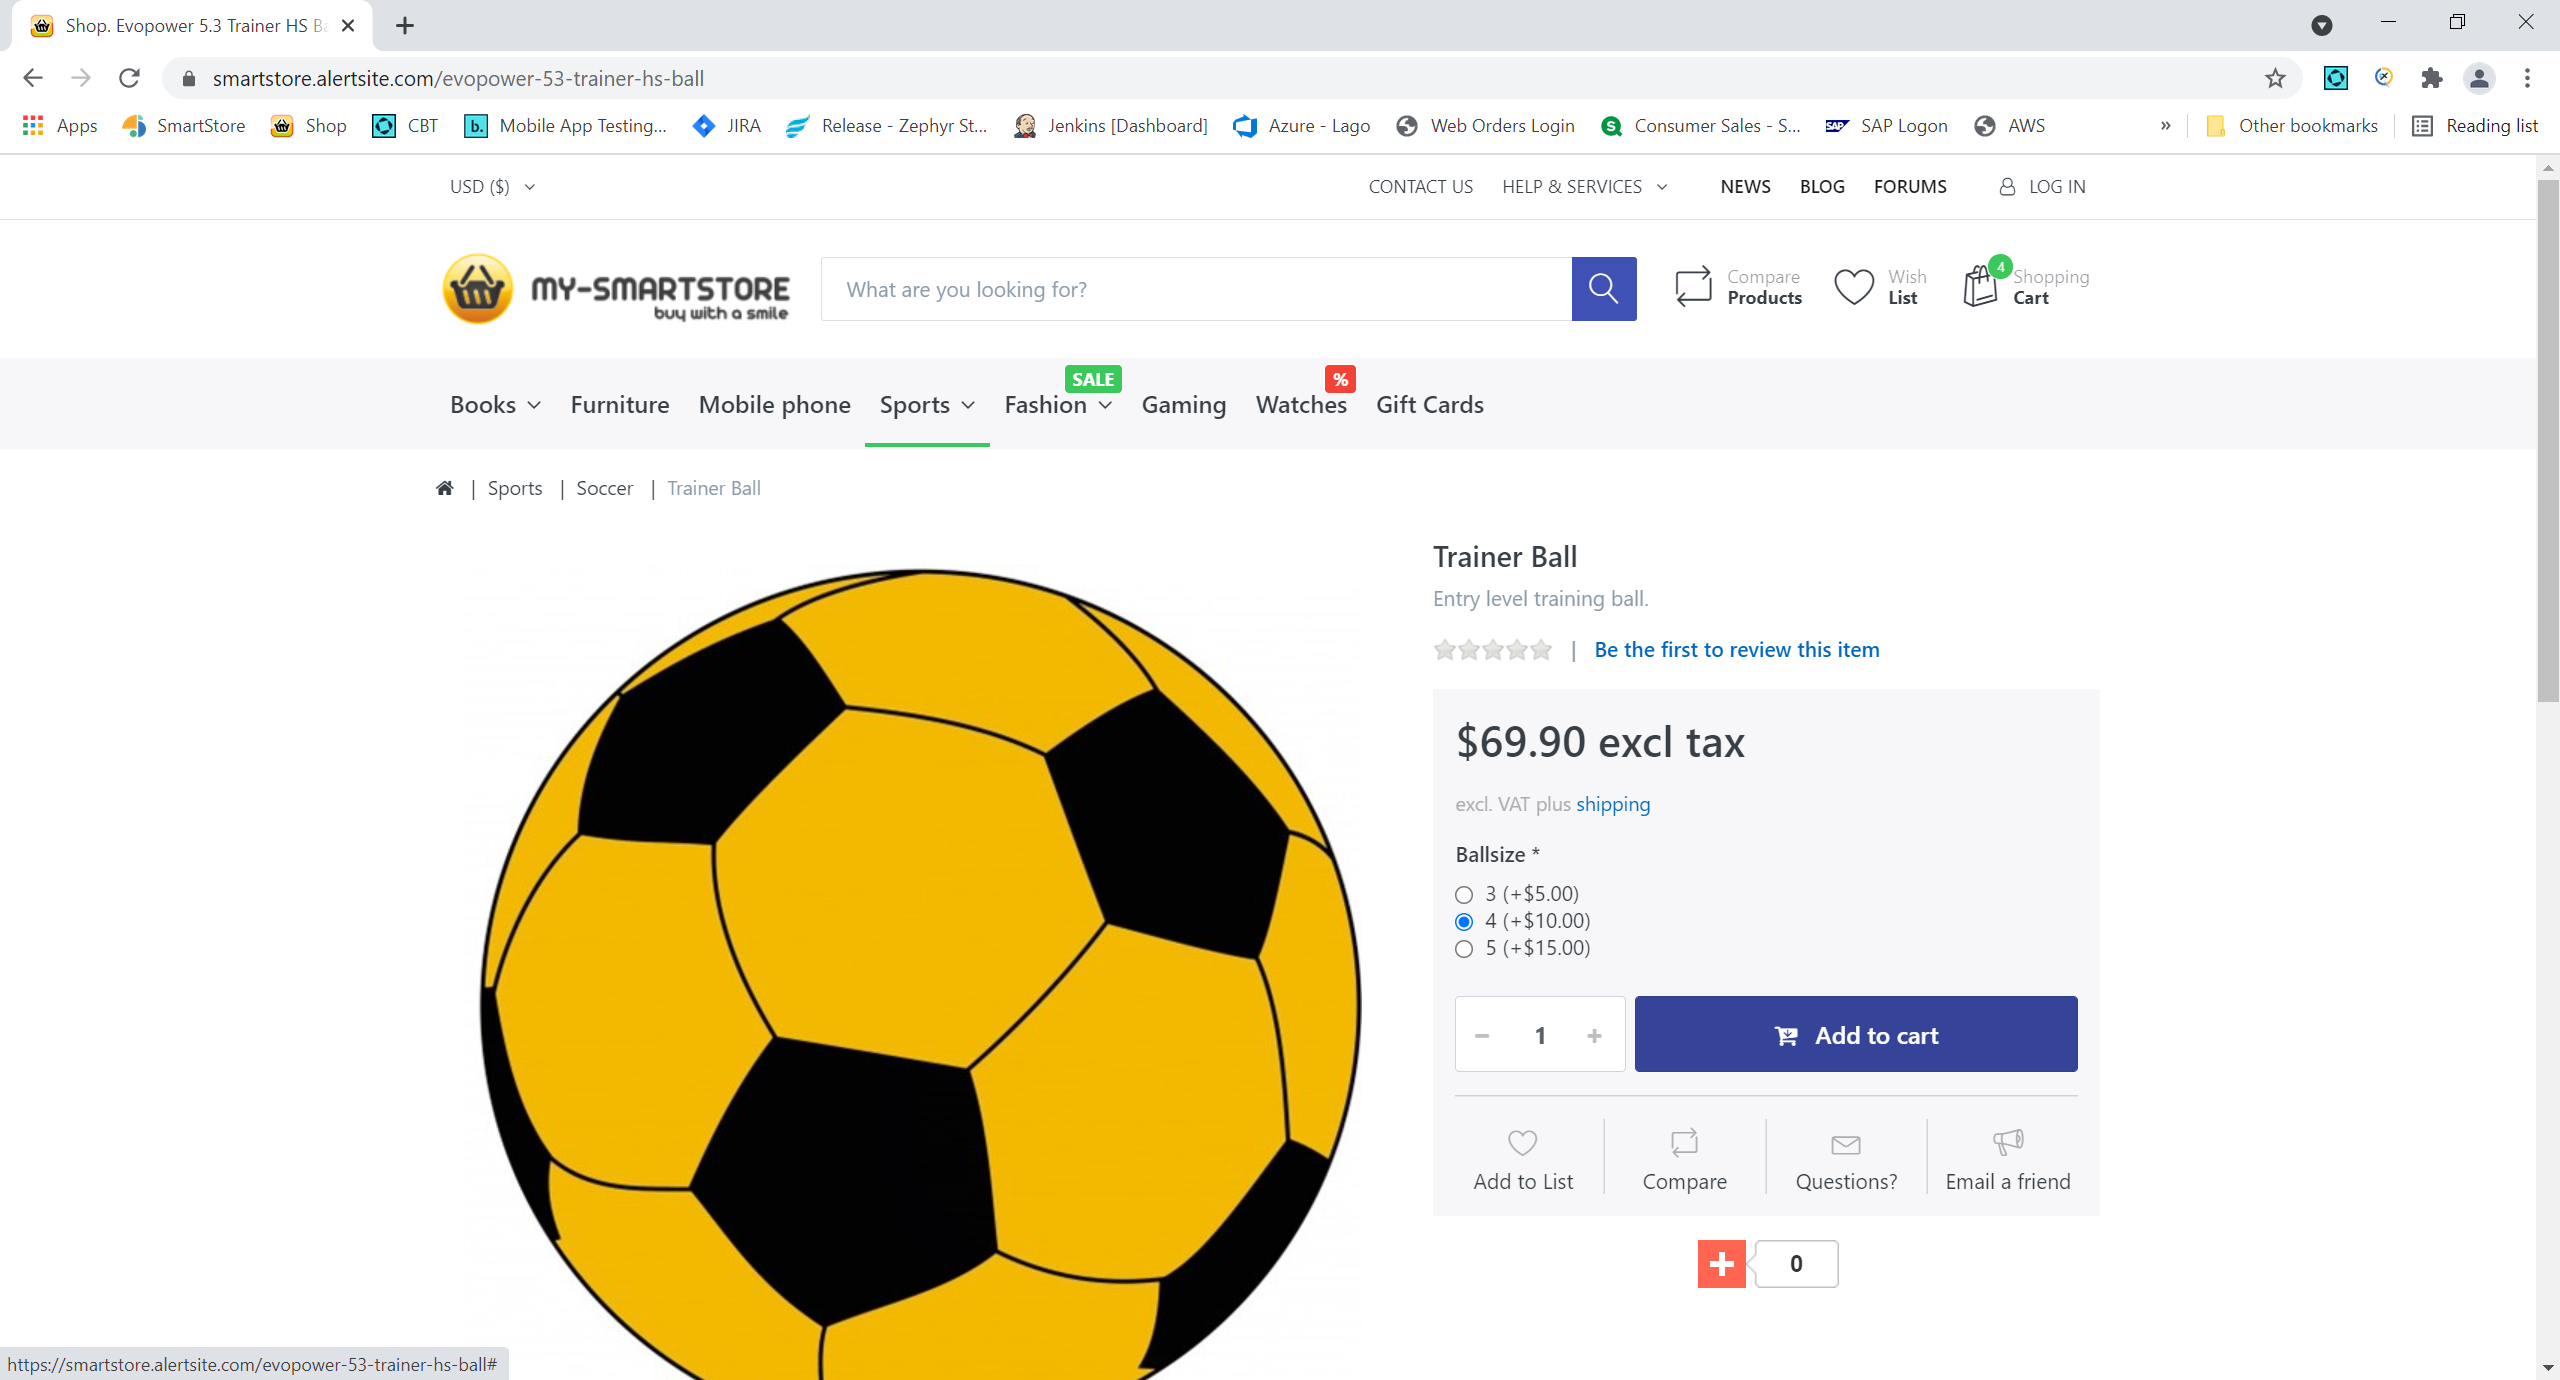 Shop. Evopower 5.3 Trainer HS Ba
smartstore.alertsite.com/evopower-53-trainer-hs-ball
Apps SmartStore Shop CBT b. Mobile App Testing... JIRA Release - Zephyr St... Jenkins [Dashboard] Azure - Lago Web Orders Login S Consumer Sales - S... SAP SAP Logon AWS » Other bookmarks Reading list
USD ($) CONTACT US HELP & SERVICES NEWS BLOG FORUMS LOG IN
MY-SMARTSTORE
buy with a smile
What are you looking for?
Compare
Products
Wish
List
4
Shopping
Cart
SALE %
Books Furniture Mobile phone Sports Fashion Gaming Watches Gift Cards
| Sports | Soccer | Trainer Ball
Trainer Ball
Entry level training ball.
| Be the first to review this item
$69.90 excl tax
excl. VAT plus shipping
Ballsize *
3 (+$5.00)
4 (+$10.00)
5 (+$15.00)
− 1 + Add to cart
Add to List Compare Questions? Email a friend
0
https://smartstore.alertsite.com/evopower-53-trainer-hs-ball#